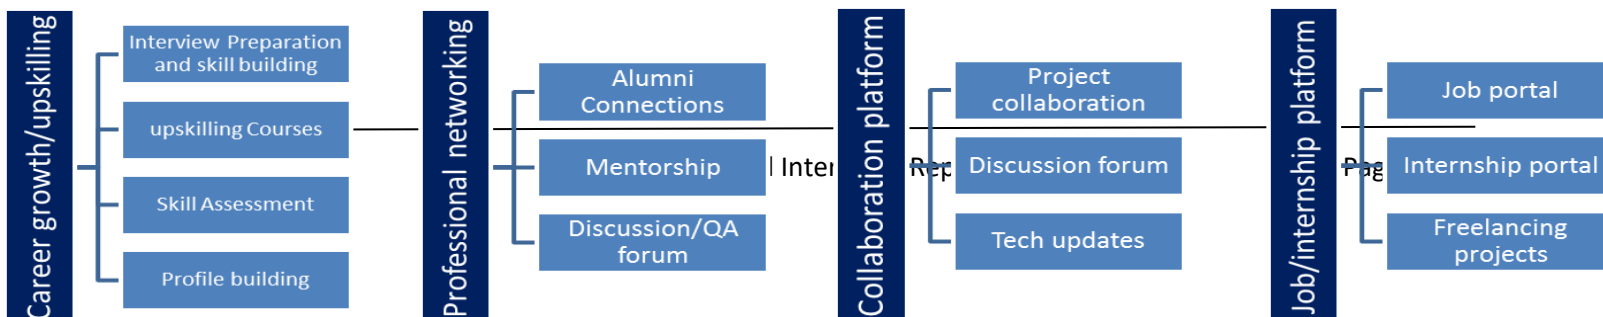 Career growth/upskilling
Interview Preparation
and skill building
upskilling Courses
Skill Assessment
Profile building
Professional networking
Alumni
Connections
Mentorship
Discussion/QA
forum
Collaboration platform
Project
collaboration
Discussion forum
Tech updates
Job/internship platform
Job portal
Internship portal
Freelancing
projects